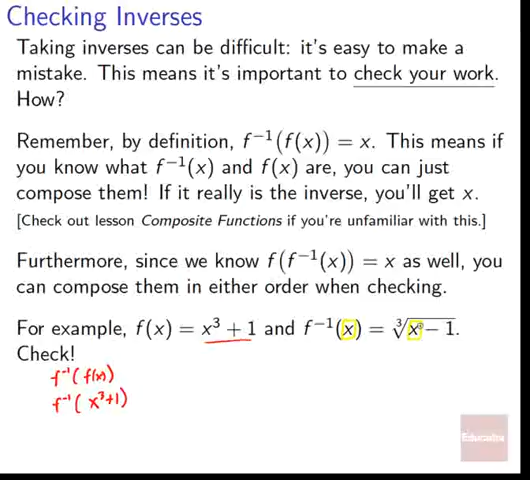 Checking Inverses
Taking inverses can be difficult: it's easy to make a
mistake. This means it's important to check your work.
How?
Remember, by definition, f⁻¹(f(x)) = x. This means if
you know what f⁻¹(x) and f(x) are, you can just
compose them! If it really is the inverse, you'll get x.
[Check out lesson Composite Functions if you're unfamiliar with this.]
Furthermore, since we know f(f⁻¹(x)) = x as well, you
can compose them in either order when checking.
For example, f(x) = x³ + 1 and f⁻¹(x) = ∛(x − 1).
Check!
f⁻¹(f(x))
f⁻¹(x³+1)
Educator